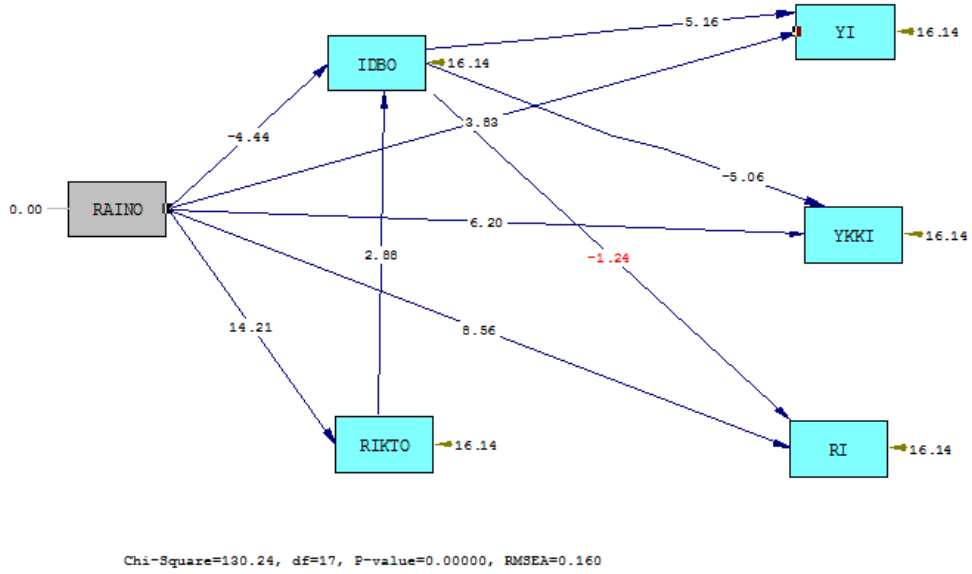 5.16
YI
16.14
IDBO
16.14
3.83
-4.44
-5.06
RAINO
0.00
6.20
YKKI
16.14
2.88
-1.24
14.21
8.56
RIKTO
16.14
RI
16.14
Chi-Square=130.24, df=17, P-value=0.00000, RMSEA=0.160